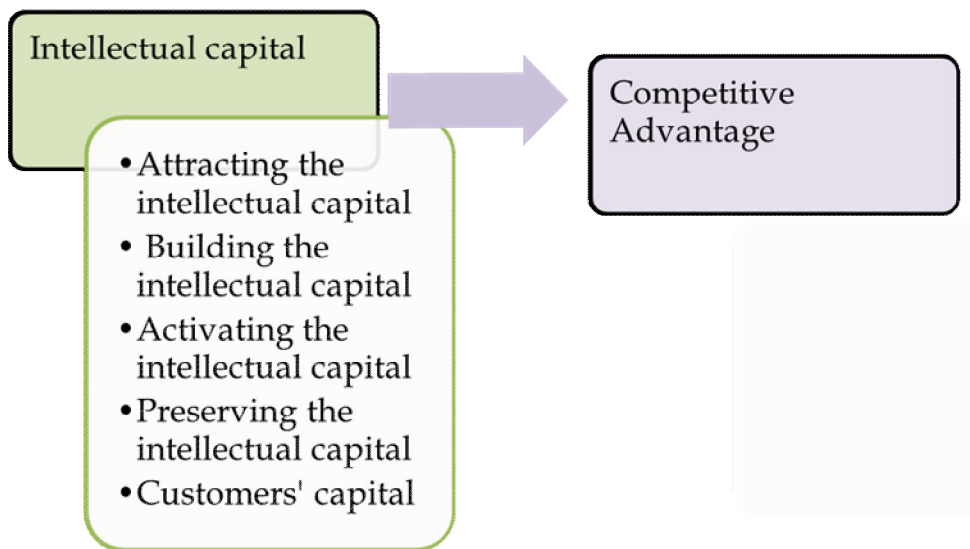 Intellectual capital
•Attracting the
intellectual capital
• Building the
intellectual capital
•Activating the
intellectual capital
•Preserving the
intellectual capital
•Customers' capital
Competitive
Advantage